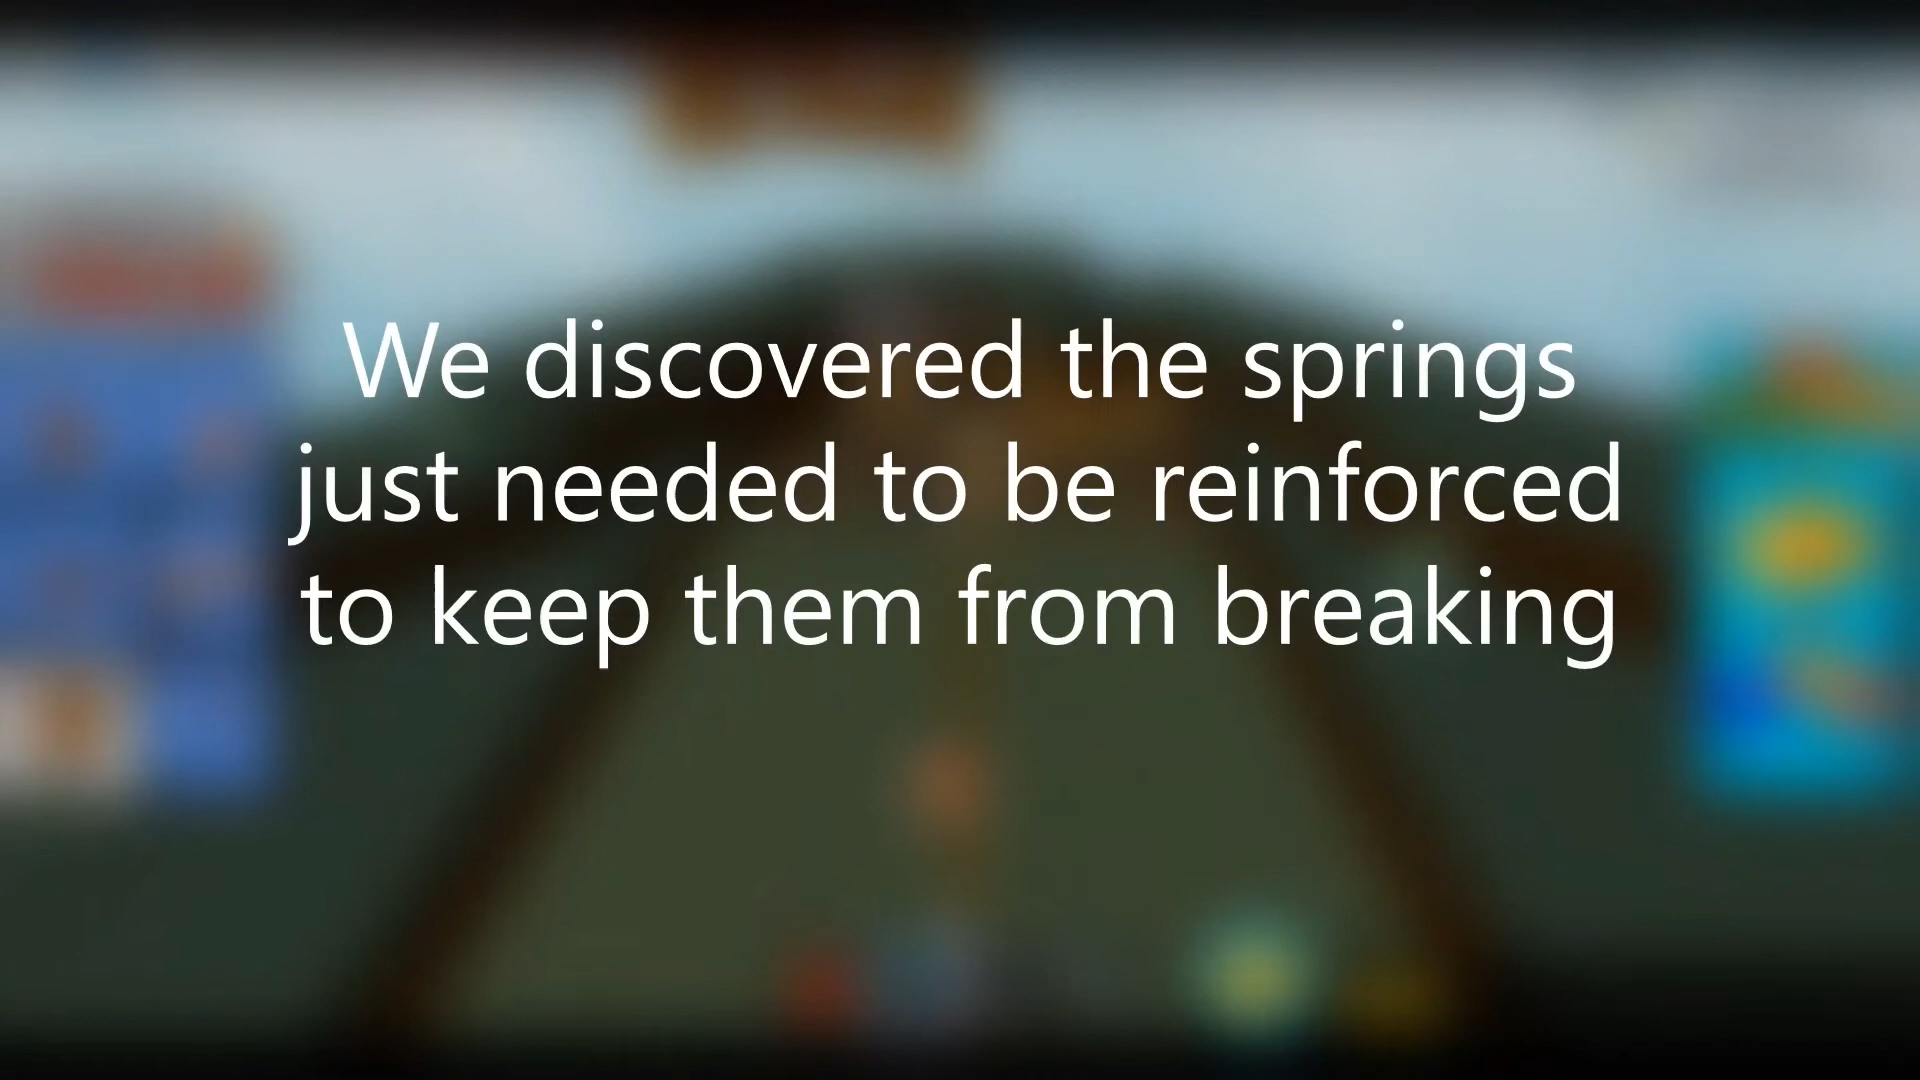 We discovered the springs
just needed to be reinforced
to keep them from breaking